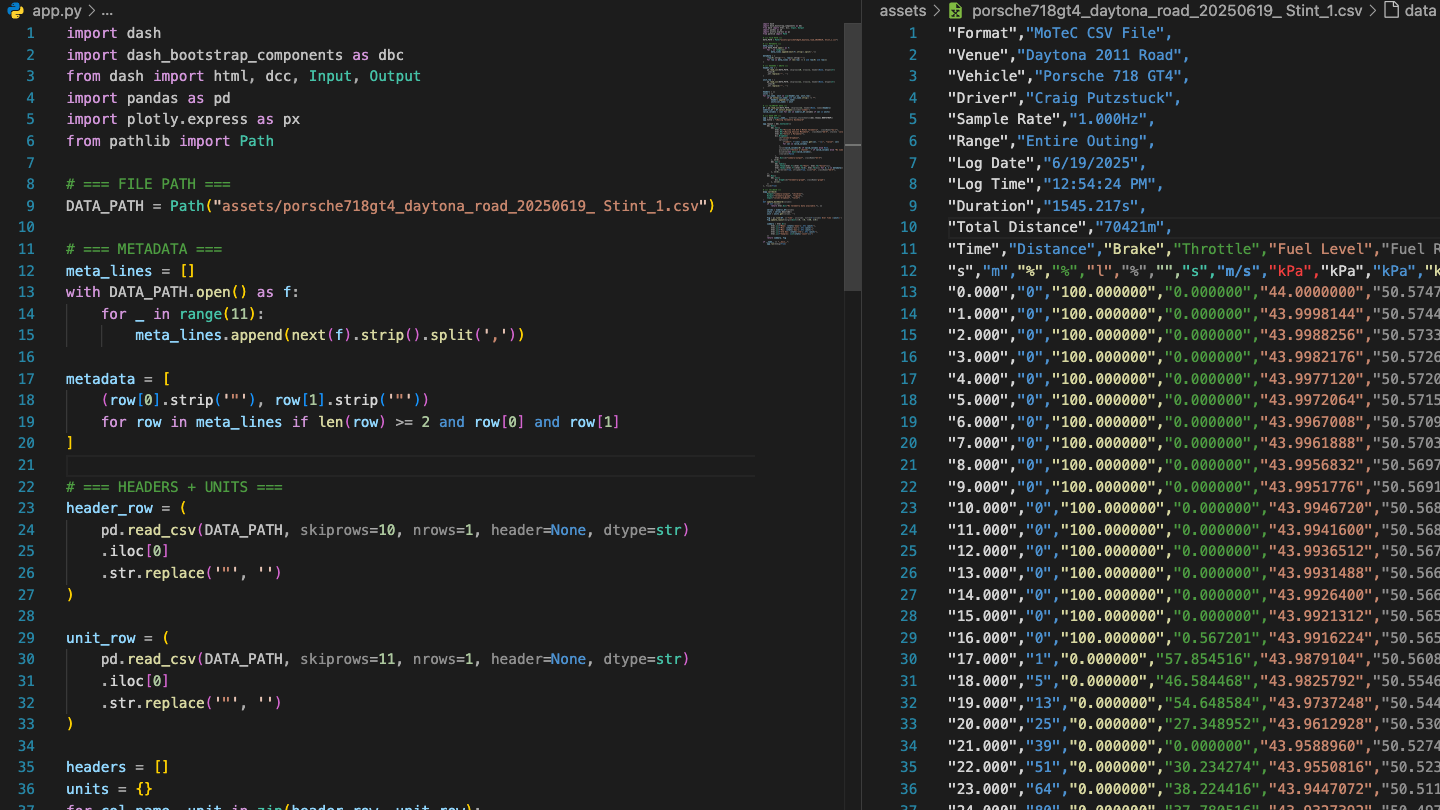 app.py > ...
1 import dash
2 import dash_bootstrap_components as dbc
3 from dash import html, dcc, Input, Output
4 import pandas as pd
5 import plotly.express as px
6 from pathlib import Path
7
8 # === FILE PATH ===
9 DATA_PATH = Path("assets/porsche718gt4_daytona_road_20250619_ Stint_1.csv")
10
11 # === METADATA ===
12 meta_lines = []
13 with DATA_PATH.open() as f:
14     for _ in range(11):
15         meta_lines.append(next(f).strip().split(','))
16
17 metadata = [
18     (row[0].strip('"'), row[1].strip('"'))
19     for row in meta_lines if len(row) >= 2 and row[0] and row[1]
20 ]
21
22 # === HEADERS + UNITS ===
23 header_row = (
24     pd.read_csv(DATA_PATH, skiprows=10, nrows=1, header=None, dtype=str)
25     .iloc[0]
26     .str.replace('"', '')
27 )
28
29 unit_row = (
30     pd.read_csv(DATA_PATH, skiprows=11, nrows=1, header=None, dtype=str)
31     .iloc[0]
32     .str.replace('"', '')
33 )
34
35 headers = []
36 units = {}
37 for col_name, unit in zip(header_row, unit_row):
assets > porsche718gt4_daytona_road_20250619_ Stint_1.csv > data
1 "Format","MoTeC CSV File",
2 "Venue","Daytona 2011 Road",
3 "Vehicle","Porsche 718 GT4",
4 "Driver","Craig Putzstuck",
5 "Sample Rate","1.000Hz",
6 "Range","Entire Outing",
7 "Log Date","6/19/2025",
8 "Log Time","12:54:24 PM",
9 "Duration","1545.217s",
10 "Total Distance","70421m",
11 "Time","Distance","Brake","Throttle","Fuel Level","Fuel R
12 "s","m","%","%","l","%","","s","m/s","kPa","kPa","kPa","k
13 "0.000","0","100.000000","0.000000","44.0000000","50.5747
14 "1.000","0","100.000000","0.000000","43.9998144","50.5744
15 "2.000","0","100.000000","0.000000","43.9988256","50.5733
16 "3.000","0","100.000000","0.000000","43.9982176","50.5726
17 "4.000","0","100.000000","0.000000","43.9977120","50.5720
18 "5.000","0","100.000000","0.000000","43.9972064","50.5715
19 "6.000","0","100.000000","0.000000","43.9967008","50.5709
20 "7.000","0","100.000000","0.000000","43.9961888","50.5703
21 "8.000","0","100.000000","0.000000","43.9956832","50.5697
22 "9.000","0","100.000000","0.000000","43.9951776","50.5691
23 "10.000","0","100.000000","0.000000","43.9946720","50.568
24 "11.000","0","100.000000","0.000000","43.9941600","50.568
25 "12.000","0","100.000000","0.000000","43.9936512","50.567
26 "13.000","0","100.000000","0.000000","43.9931488","50.566
27 "14.000","0","100.000000","0.000000","43.9926400","50.566
28 "15.000","0","100.000000","0.000000","43.9921312","50.565
29 "16.000","0","100.000000","0.567201","43.9916224","50.565
30 "17.000","1","0.000000","57.854516","43.9879104","50.5608
31 "18.000","5","0.000000","46.584468","43.9825792","50.5546
32 "19.000","13","0.000000","54.648584","43.9737248","50.544
33 "20.000","25","0.000000","27.348952","43.9612928","50.530
34 "21.000","39","0.000000","0.000000","43.9588960","50.5274
35 "22.000","51","0.000000","30.234274","43.9550816","50.523
36 "23.000","64","0.000000","38.224416","43.9447072","50.511
37 "24.000","80","0.000000"